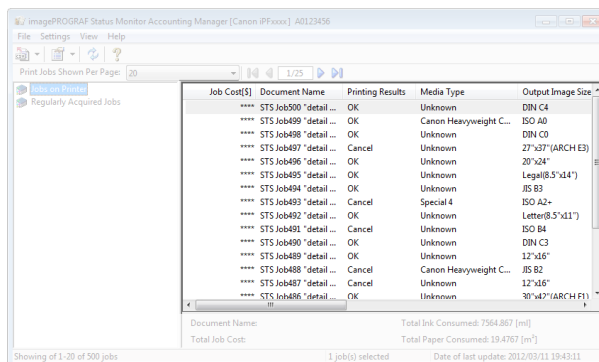 imagePROGRAF Status Monitor Accounting Manager [Canon iPFxxxx] A0123456
File Settings View Help
Print Jobs Shown Per Page: 20 1/25
Jobs on Printer
Regularly Acquired Jobs
Job Cost[$] Document Name Printing Results Media Type Output Image Size
**** STS Job500 "detail ... OK Unknown DIN C4
**** STS Job499 "detail ... OK Canon Heavyweight C... ISO A0
**** STS Job498 "detail ... OK Unknown DIN C0
**** STS Job497 "detail ... Cancel Unknown 27"x37"(ARCH E3)
**** STS Job496 "detail ... OK Unknown 20"x24"
**** STS Job495 "detail ... OK Unknown Legal(8.5"x14")
**** STS Job494 "detail ... OK Unknown JIS B3
**** STS Job493 "detail ... Cancel Special 4 ISO A2+
**** STS Job492 "detail ... OK Unknown Letter(8.5"x11")
**** STS Job491 "detail ... Cancel Unknown ISO B4
**** STS Job490 "detail ... OK Unknown DIN C3
**** STS Job489 "detail ... OK Unknown 12"x16"
**** STS Job488 "detail ... Cancel Canon Heavyweight C... JIS B2
**** STS Job487 "detail ... Cancel Unknown 12"x16"
**** STS Job486 "detail ... OK Unknown 30"x42"(ARCH E1)
Document Name: Total Ink Consumed: 7564.867 [ml]
Total Job Cost: Total Paper Consumed: 19.4767 [m²]
Showing of 1-20 of 500 jobs 1 job(s) selected Date of last update: 2012/03/11 19:43:11